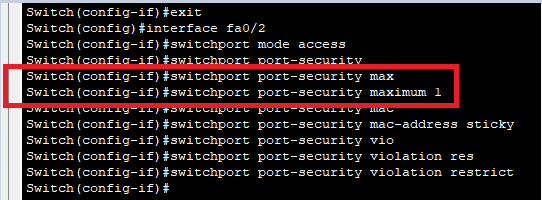 Switch(config-if)#exit
Switch(config)#interface fa0/2
Switch(config-if)#switchport mode access
Switch(config-if)#switchport port-security
Switch(config-if)#switchport port-security max
Switch(config-if)#switchport port-security maximum 1
Switch(config-if)#switchport port-security mac
Switch(config-if)#switchport port-security mac-address sticky
Switch(config-if)#switchport port-security vio
Switch(config-if)#switchport port-security violation res
Switch(config-if)#switchport port-security violation restrict
Switch(config-if)#